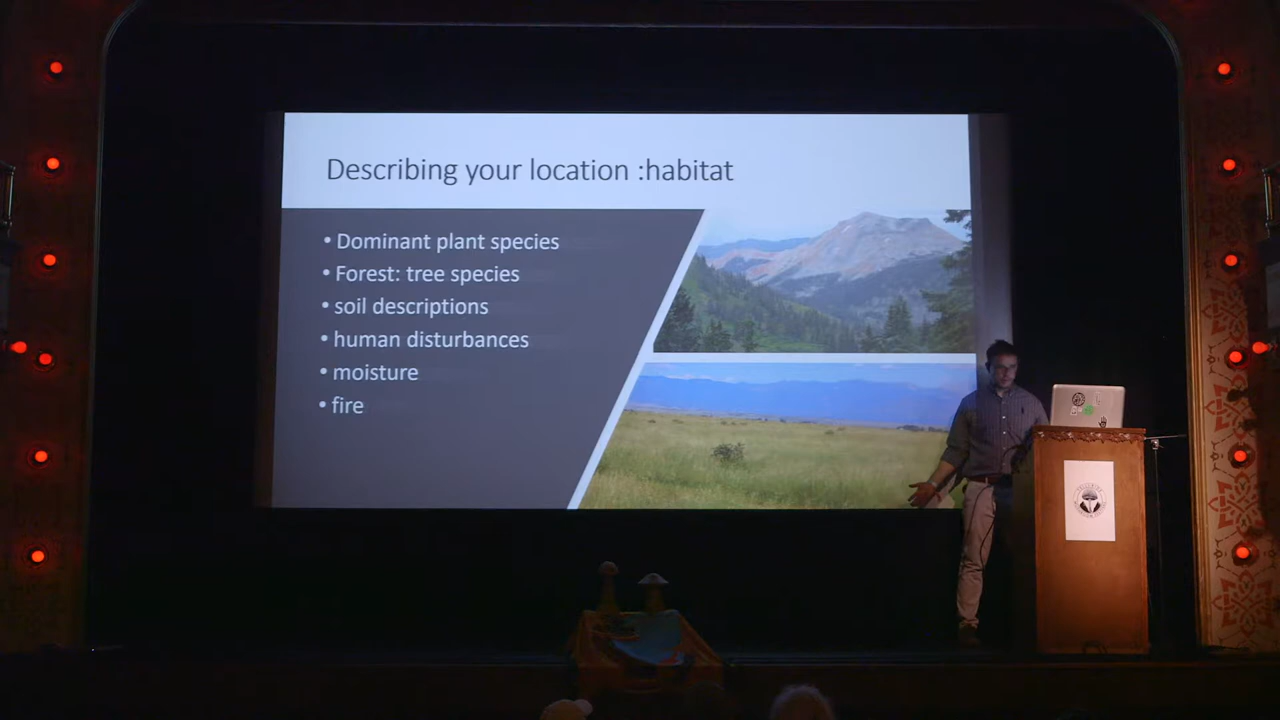 Describing your location :habitat
• Dominant plant species
• Forest: tree species
• soil descriptions
• human disturbances
• moisture
• fire